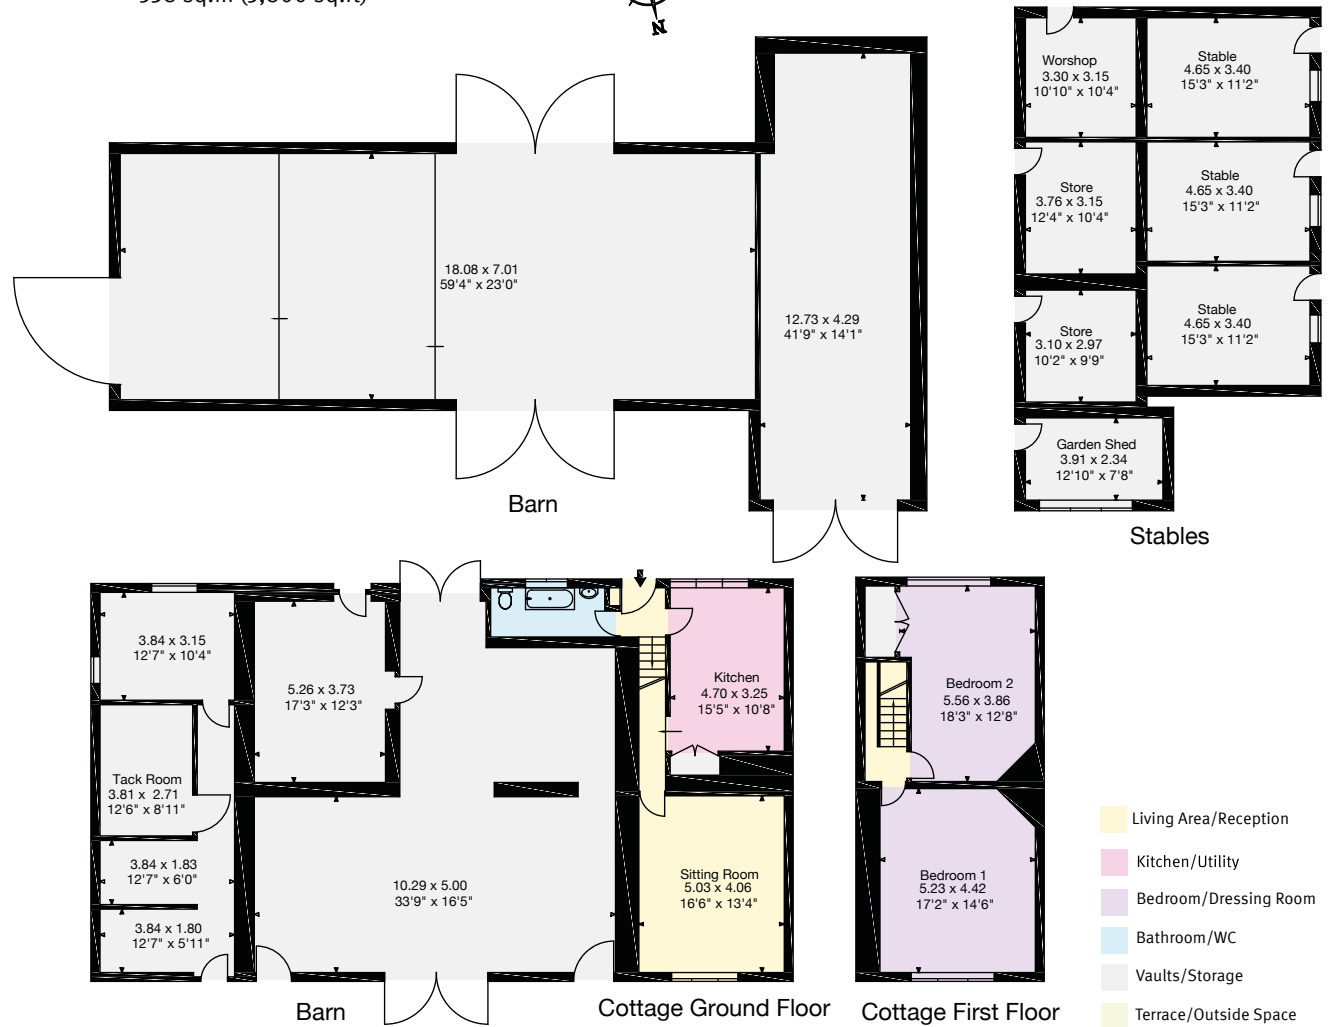 N
Worshop
3.30 x 3.15
10'10" x 10'4"
Stable
4.65 x 3.40
15'3" x 11'2"
Store
3.76 x 3.15
12'4" x 10'4"
Stable
4.65 x 3.40
15'3" x 11'2"
Store
3.10 x 2.97
10'2" x 9'9"
Stable
4.65 x 3.40
15'3" x 11'2"
Garden Shed
3.91 x 2.34
12'10" x 7'8"
Stables
18.08 x 7.01
59'4" x 23'0"
12.73 x 4.29
41'9" x 14'1"
Barn
3.84 x 3.15
12'7" x 10'4"
5.26 x 3.73
17'3" x 12'3"
Tack Room
3.81 x 2.71
12'6" x 8'11"
3.84 x 1.83
12'7" x 6'0"
3.84 x 1.80
12'7" x 5'11"
10.29 x 5.00
33'9" x 16'5"
Barn
Kitchen
4.70 x 3.25
15'5" x 10'8"
Sitting Room
5.03 x 4.06
16'6" x 13'4"
Cottage Ground Floor
Bedroom 2
5.56 x 3.86
18'3" x 12'8"
Bedroom 1
5.23 x 4.42
17'2" x 14'6"
Cottage First Floor
Living Area/Reception
Kitchen/Utility
Bedroom/Dressing Room
Bathroom/WC
Vaults/Storage
Terrace/Outside Space